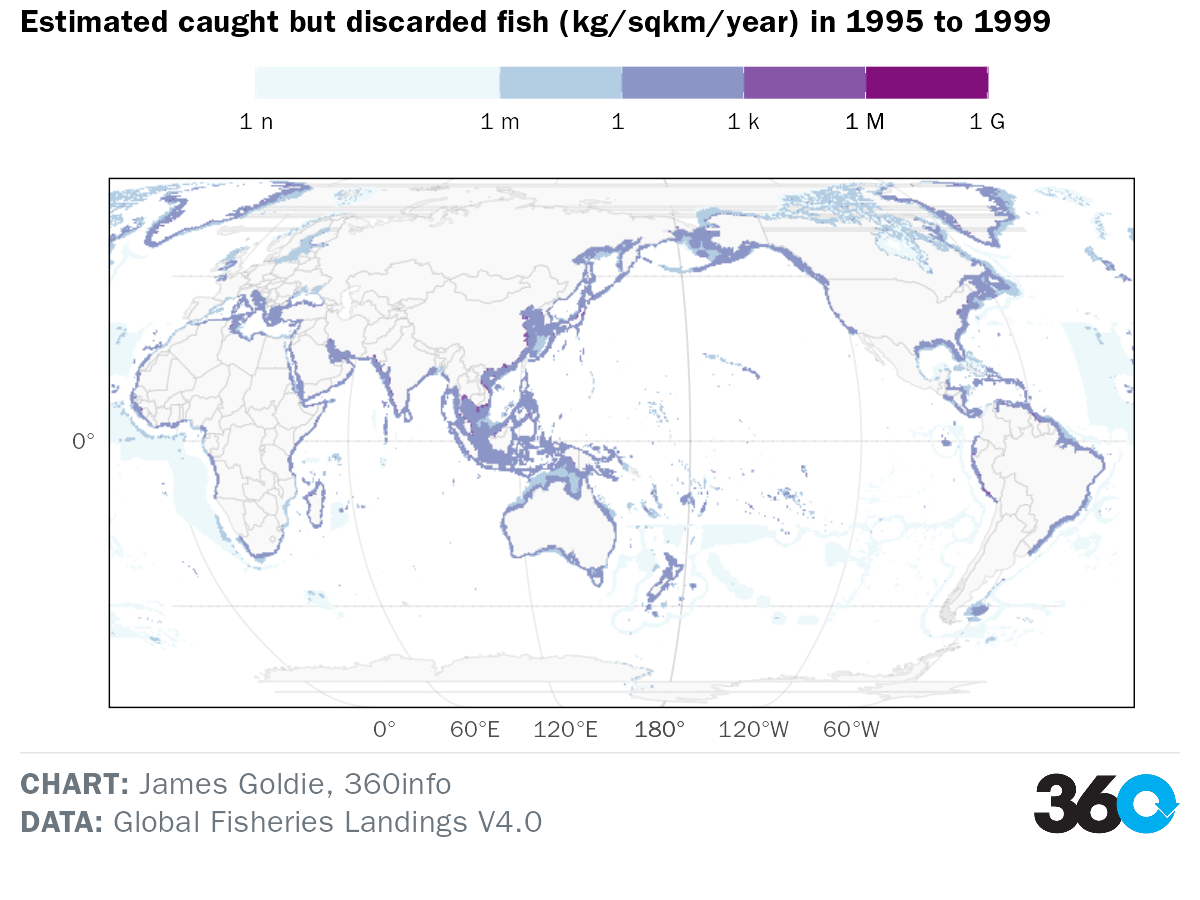 Estimated caught but discarded fish (kg/sqkm/year) in 1995 to 1999
1 n 1 m 1 1 k 1 M 1 G
0°
0° 60°E 120°E 180° 120°W 60°W
CHART: James Goldie, 360info
DATA: Global Fisheries Landings V4.0
360